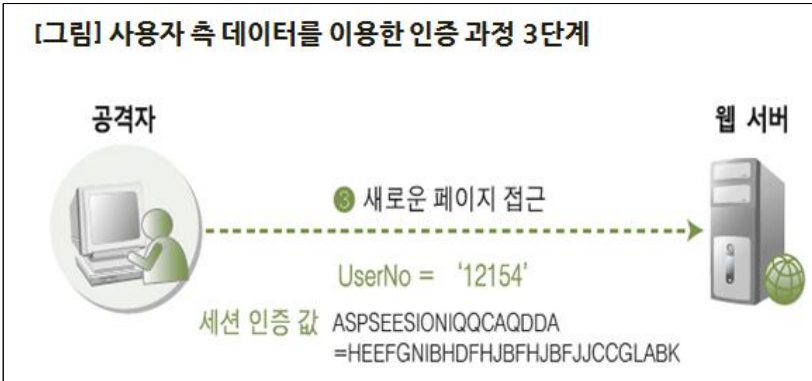 [그림] 사용자 측 데이터를 이용한 인증 과정 3단계
공격자
웹 서버
❸ 새로운 페이지 접근
UserNo = ‘12154’
세션 인증 값 ASPSEESIONIQQCAQDDA
=HEEFGNIBHDFHJBFHJBFJJCCGLABK